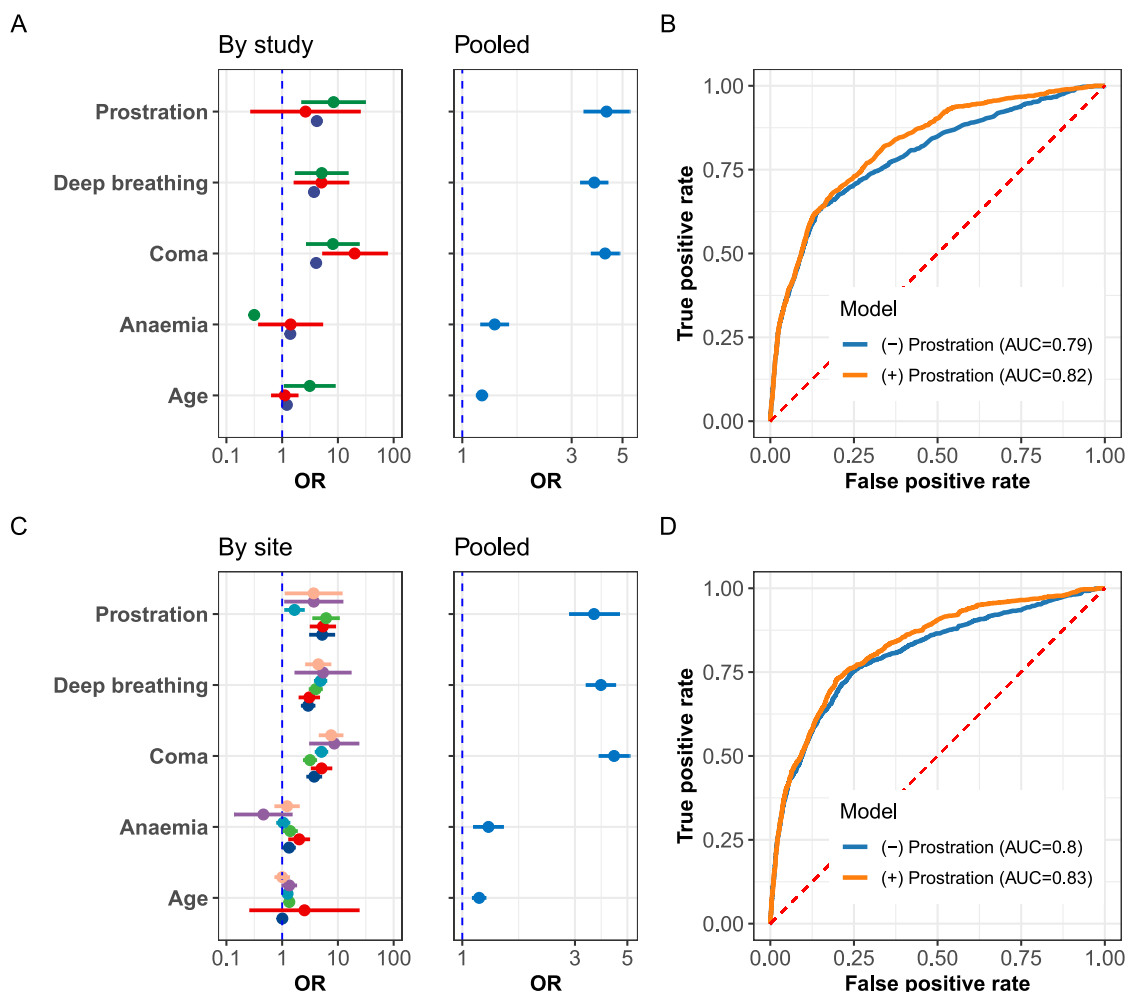 A
By study
Pooled
Prostration
Deep breathing
Coma
Anaemia
Age
0.1 1 10 100
OR
1 3 5
OR
B
1.00
0.75
0.50
0.25
0.00
True positive rate
Model
(−) Prostration (AUC=0.79)
(+) Prostration (AUC=0.82)
0.00 0.25 0.50 0.75 1.00
False positive rate
C
By site
Pooled
Prostration
Deep breathing
Coma
Anaemia
Age
0.1 1 10 100
OR
1 3 5
OR
D
1.00
0.75
0.50
0.25
0.00
True positive rate
Model
(−) Prostration (AUC=0.8)
(+) Prostration (AUC=0.83)
0.00 0.25 0.50 0.75 1.00
False positive rate